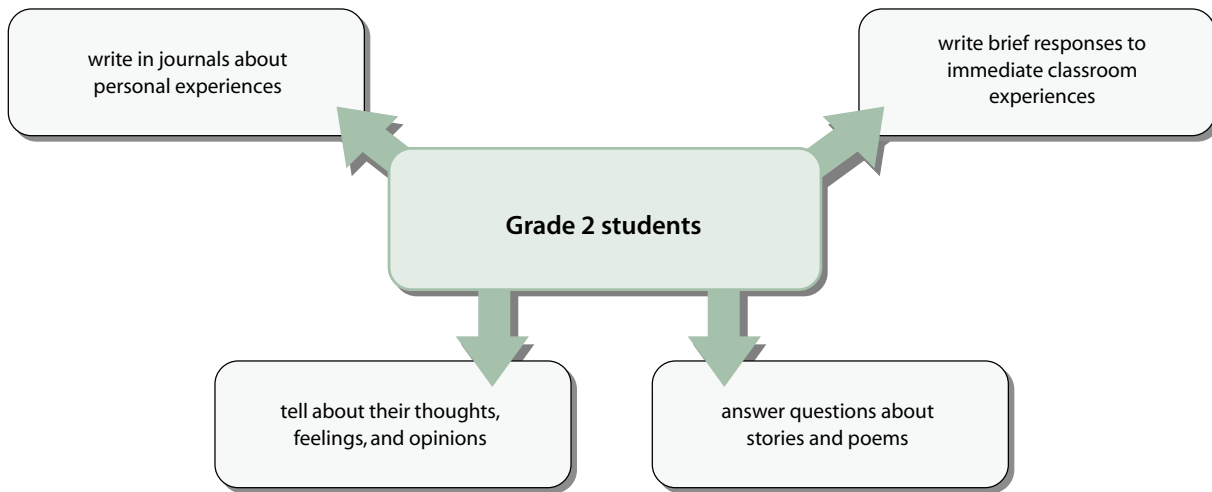 write in journals about
personal experiences
write brief responses to
immediate classroom
experiences
Grade 2 students
tell about their thoughts,
feelings, and opinions
answer questions about
stories and poems